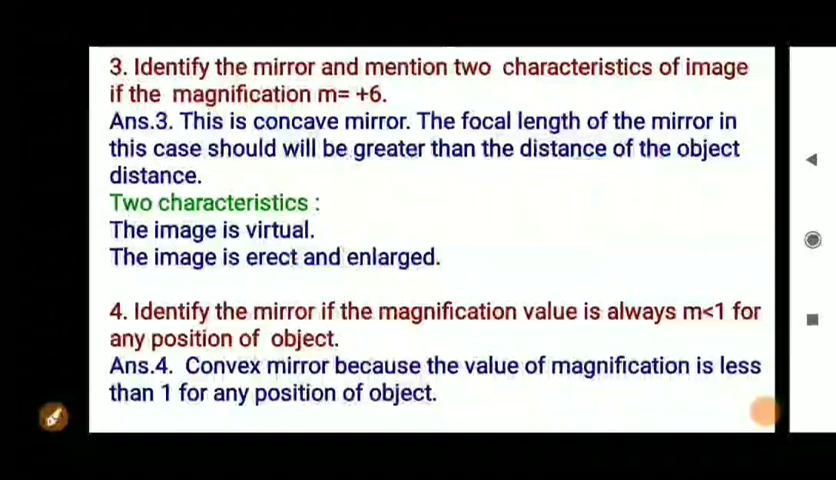 3. Identify the mirror and mention two characteristics of image
if the magnification m= +6.
Ans.3. This is concave mirror. The focal length of the mirror in
this case should will be greater than the distance of the object
distance.
Two characteristics :
The image is virtual.
The image is erect and enlarged.
4. Identify the mirror if the magnification value is always m<1 for
any position of object.
Ans.4. Convex mirror because the value of magnification is less
than 1 for any position of object.